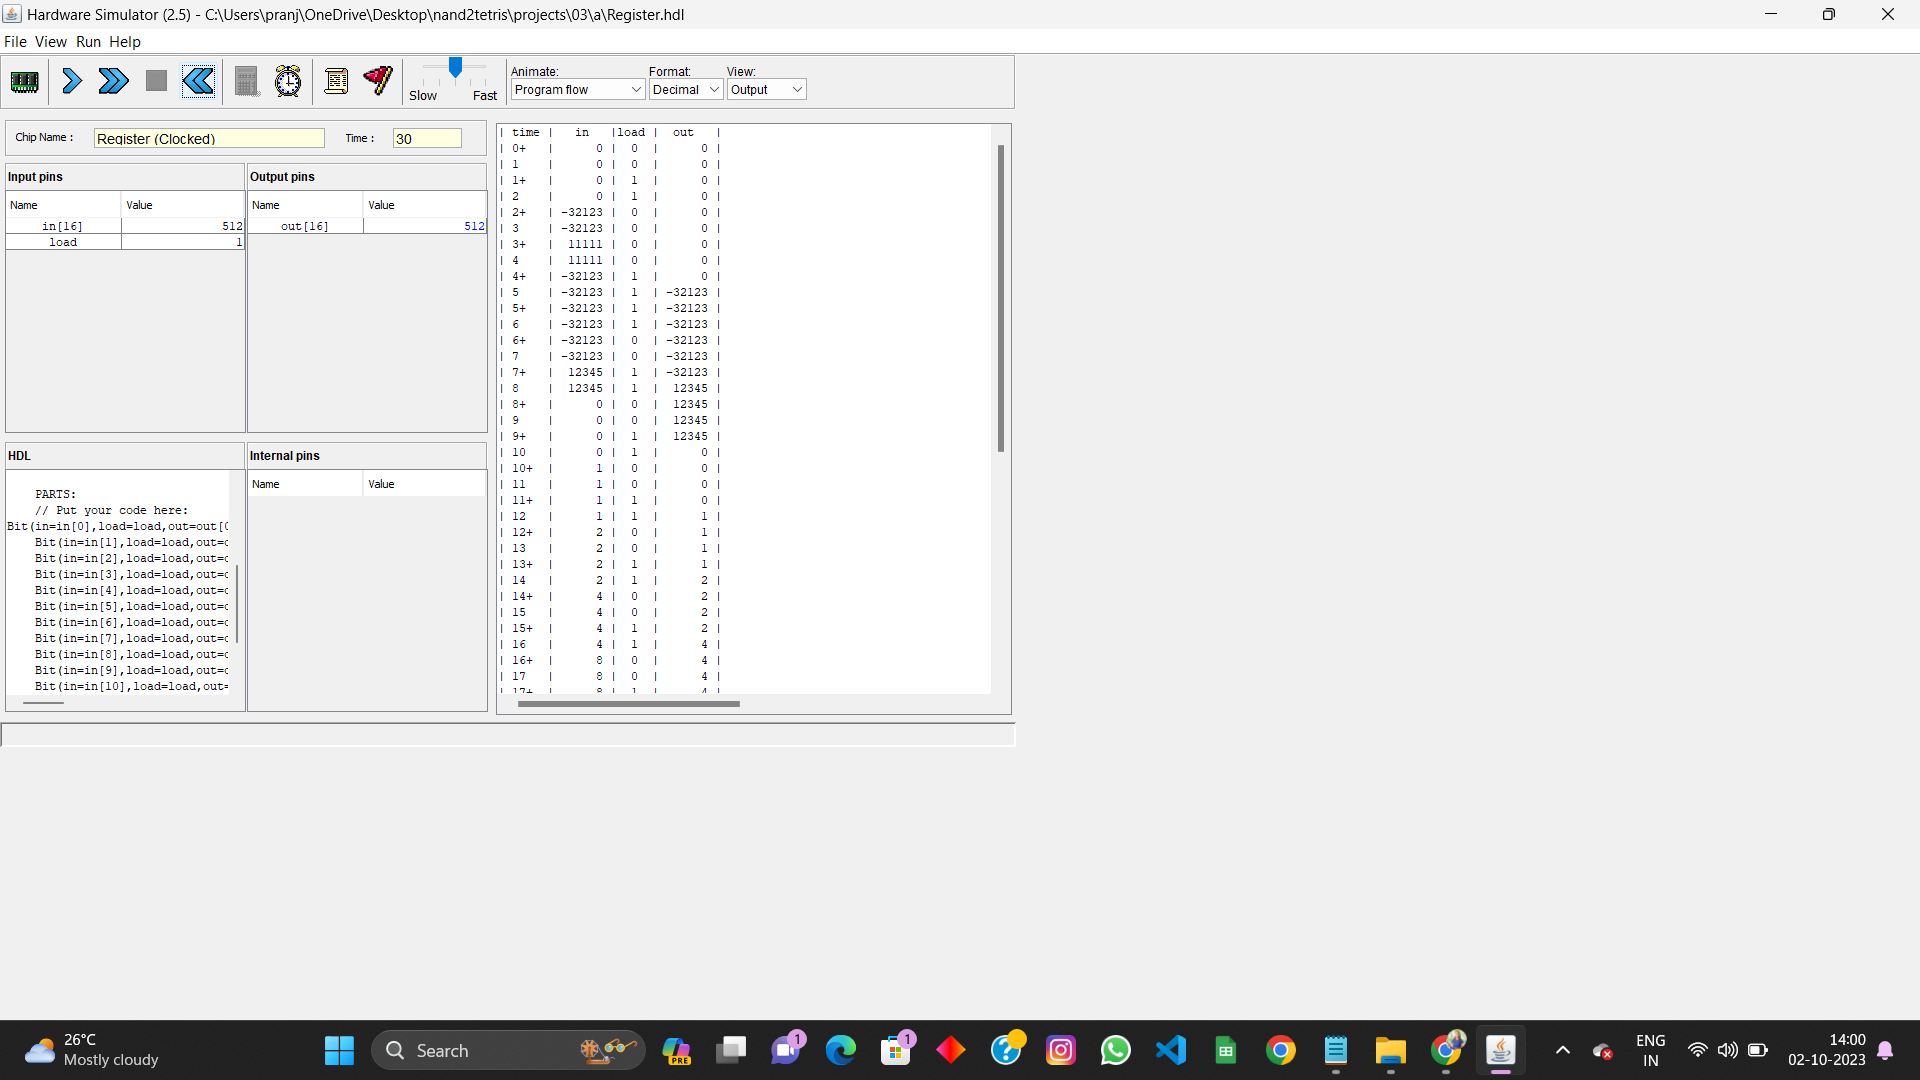 Hardware Simulator (2.5) - C:\Users\pranj\OneDrive\Desktop\nand2tetris\projects\03\a\Register.hdl
File View Run Help
Slow Fast
Animate: Format: View:
Program flow Decimal Output
Chip Name : Register (Clocked) Time : 30
Input pins
Name Value
in[16] 512
load 1
Output pins
Name Value
out[16] 512
HDL
PARTS:
// Put your code here:
Bit(in=in[0],load=load,out=out[0
Bit(in=in[1],load=load,out=o
Bit(in=in[2],load=load,out=o
Bit(in=in[3],load=load,out=o
Bit(in=in[4],load=load,out=o
Bit(in=in[5],load=load,out=o
Bit(in=in[6],load=load,out=o
Bit(in=in[7],load=load,out=o
Bit(in=in[8],load=load,out=o
Bit(in=in[9],load=load,out=o
Bit(in=in[10],load=load,out=
Internal pins
Name Value
| time | in |load | out |
| 0+ | 0 | 0 | 0 |
| 1 | 0 | 0 | 0 |
| 1+ | 0 | 1 | 0 |
| 2 | 0 | 1 | 0 |
| 2+ | -32123 | 0 | 0 |
| 3 | -32123 | 0 | 0 |
| 3+ | 11111 | 0 | 0 |
| 4 | 11111 | 0 | 0 |
| 4+ | -32123 | 1 | 0 |
| 5 | -32123 | 1 | -32123 |
| 5+ | -32123 | 1 | -32123 |
| 6 | -32123 | 1 | -32123 |
| 6+ | -32123 | 0 | -32123 |
| 7 | -32123 | 0 | -32123 |
| 7+ | 12345 | 1 | -32123 |
| 8 | 12345 | 1 | 12345 |
| 8+ | 0 | 0 | 12345 |
| 9 | 0 | 0 | 12345 |
| 9+ | 0 | 1 | 12345 |
| 10 | 0 | 1 | 0 |
| 10+ | 1 | 0 | 0 |
| 11 | 1 | 0 | 0 |
| 11+ | 1 | 1 | 0 |
| 12 | 1 | 1 | 1 |
| 12+ | 2 | 0 | 1 |
| 13 | 2 | 0 | 1 |
| 13+ | 2 | 1 | 1 |
| 14 | 2 | 1 | 2 |
| 14+ | 4 | 0 | 2 |
| 15 | 4 | 0 | 2 |
| 15+ | 4 | 1 | 2 |
| 16 | 4 | 1 | 4 |
| 16+ | 8 | 0 | 4 |
| 17 | 8 | 0 | 4 |
| 17+ | 8 | 1 | 4 |
26°C
Mostly cloudy
Search
PRE
1
1
ENG
IN
14:00
02-10-2023